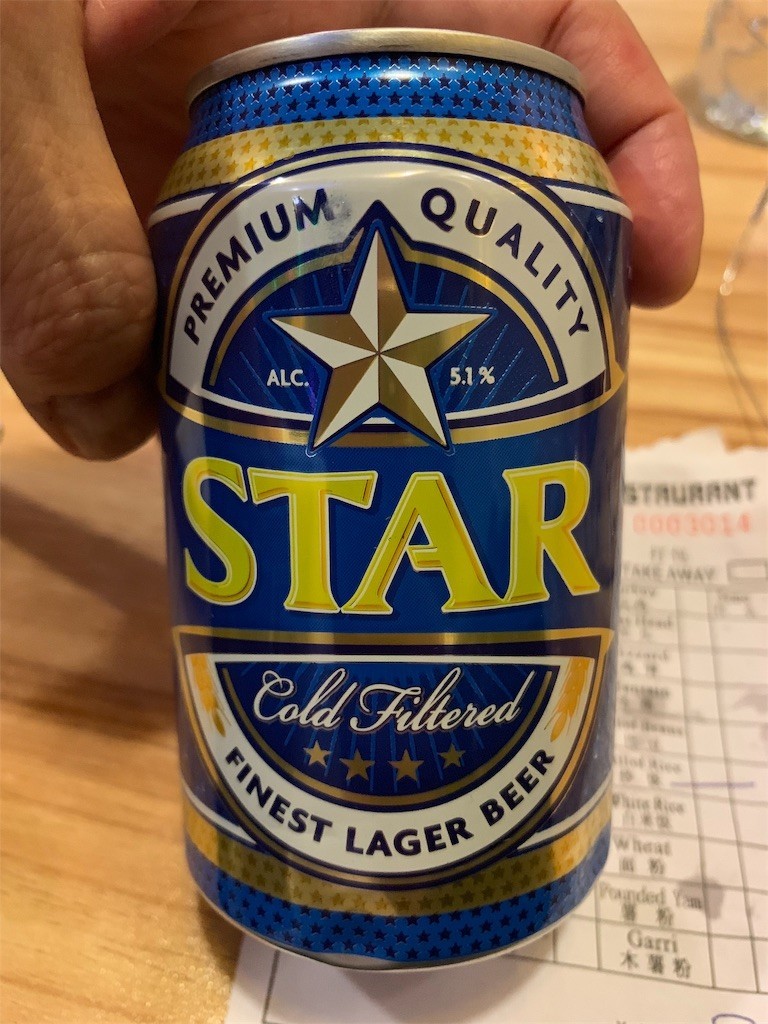 PREMIUM QUALITY
ALC. 5.1%
STAR
Cold Filtered
FINEST LAGER BEER
STAURANT
0003014
TAKE AWAY
White Rice
白米饭
Wheat
面 粉
Pounded Yam
薯 粉
Garri
木薯粉